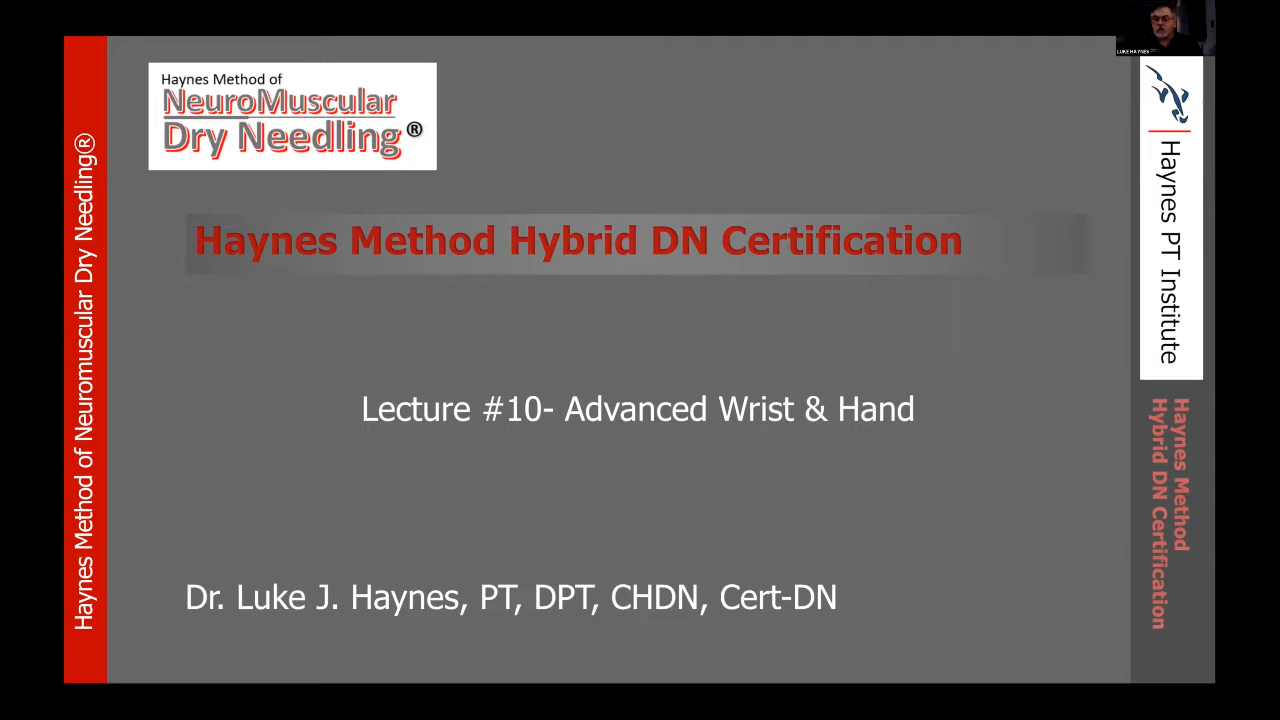 LUKE HAYNES
Haynes Method of
NeuroMuscular
Dry Needling®
Haynes Method of Neuromuscular Dry Needling®
Haynes Method Hybrid DN Certification
Lecture #10- Advanced Wrist & Hand
Dr. Luke J. Haynes, PT, DPT, CHDN, Cert-DN
Haynes PT Institute
Haynes Method
Hybrid DN Certification